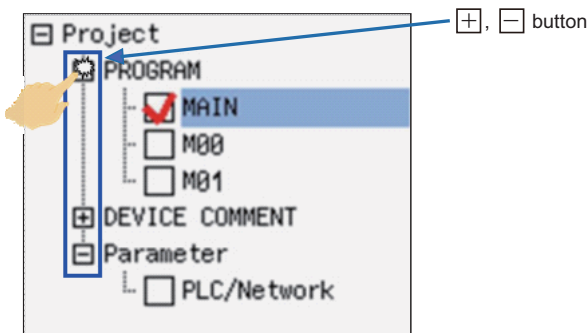 +, - button
Project
PROGRAM
MAIN
M00
M01
DEVICE COMMENT
Parameter
PLC/Network